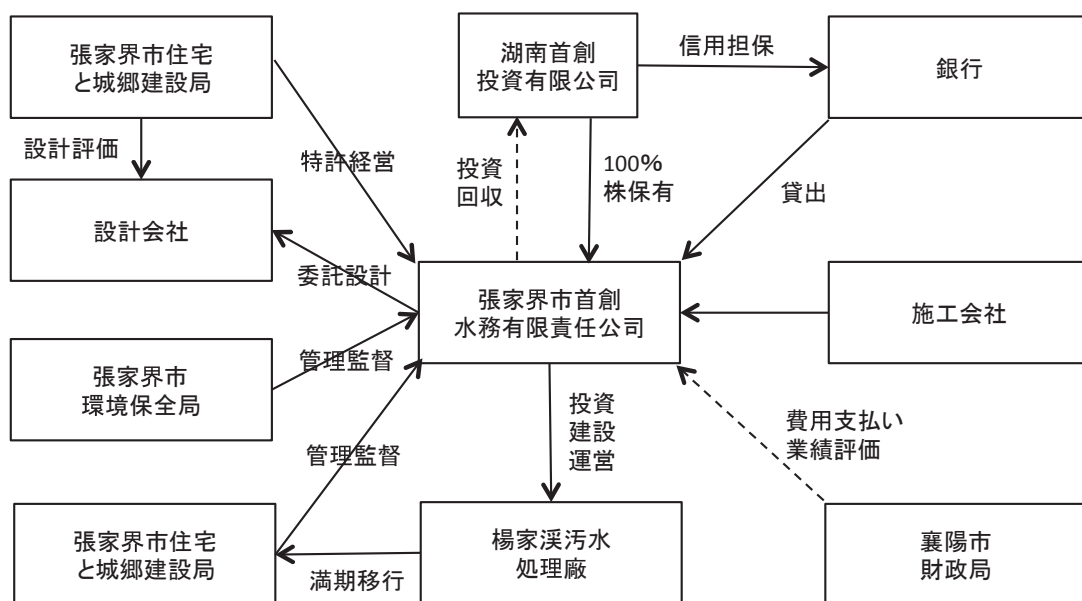 張家界市住宅
と城郷建設局
湖南首創
投資有限公司
信用担保
銀行
設計評価
特許経営
投資
回収
100%
株保有
貸出
設計会社
委託設計
張家界市首創
水務有限責任公司
施工会社
張家界市
環境保全局
管理監督
投資
建設
運営
費用支払い
業績評価
管理監督
張家界市住宅
と城郷建設局
満期移行
楊家渓汚水
処理廠
襄陽市
財政局